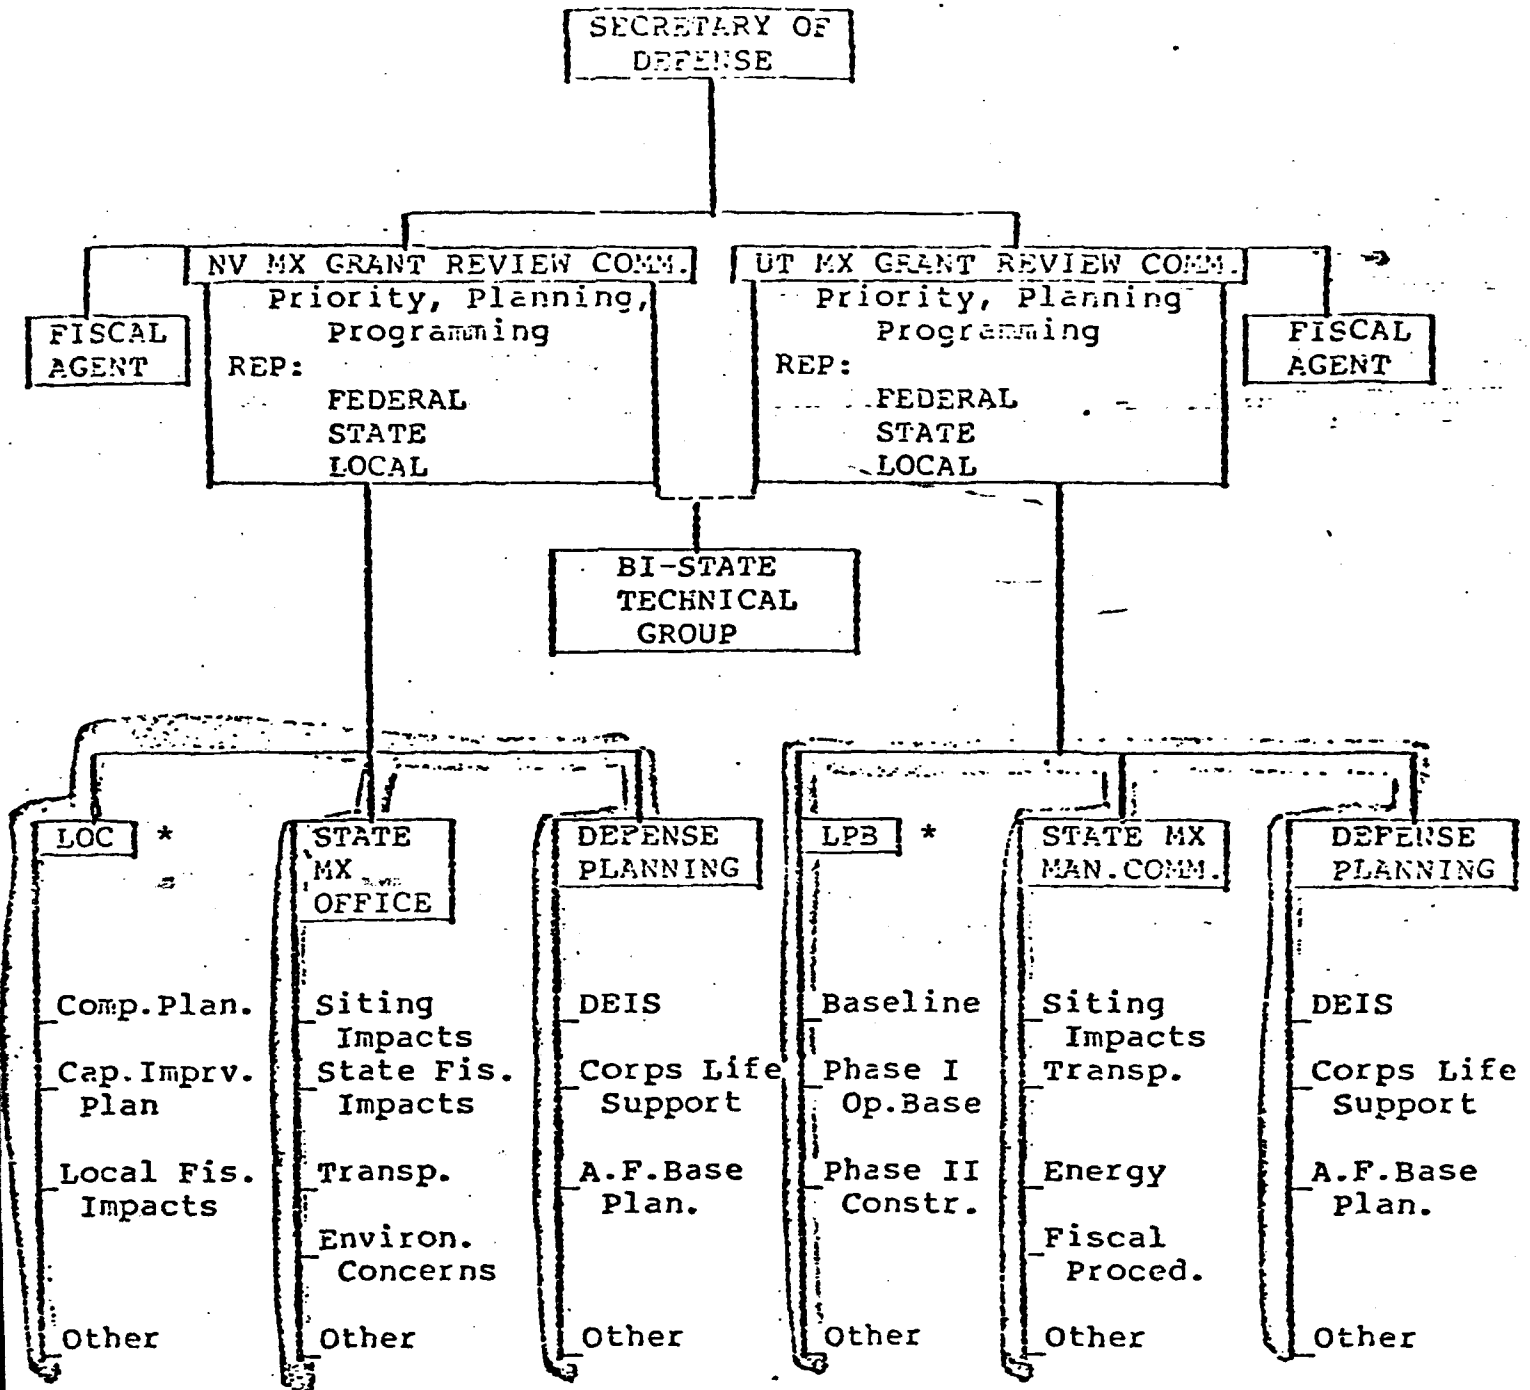 SECRETARY OF
DEFENSE
NV MX GRANT REVIEW COMM.
Priority, Planning,
Programming
REP:
FEDERAL
STATE
LOCAL
FISCAL
AGENT
UT MX GRANT REVIEW COMM.
Priority, Planning
Programming
REP:
FEDERAL
STATE
LOCAL
FISCAL
AGENT
BI-STATE
TECHNICAL
GROUP
LOC *
Comp.Plan.
Cap.Imprv.
Plan
Local Fis.
Impacts
Other
STATE
MX
OFFICE
Siting
Impacts
State Fis.
Impacts
Transp.
Environ.
Concerns
Other
DEFENSE
PLANNING
DEIS
Corps Life
Support
A.F.Base
Plan.
Other
LPB *
Baseline
Phase I
Op.Base
Phase II
Constr.
Other
STATE MX
MAN.COMM.
Siting
Impacts
Transp.
Energy
Fiscal
Proced.
Other
DEFENSE
PLANNING
DEIS
Corps Life
Support
A.F.Base
Plan.
Other